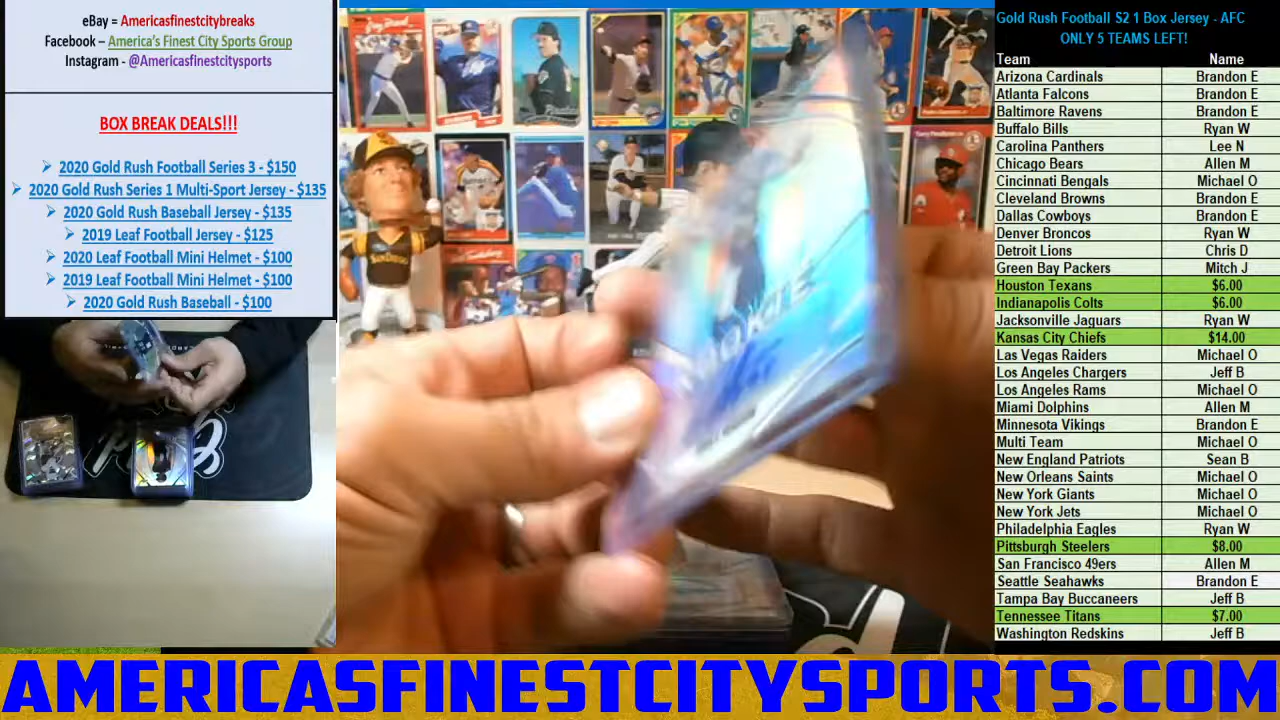 eBay = Americasfinestcitybreaks
Facebook – America's Finest City Sports Group
Instagram - @Americasfinestcitysports
BOX BREAK DEALS!!!
2020 Gold Rush Football Series 3 - $150
2020 Gold Rush Series 1 Multi-Sport Jersey - $135
2020 Gold Rush Baseball Jersey - $135
2019 Leaf Football Jersey - $125
2020 Leaf Football Mini Helmet - $100
2019 Leaf Football Mini Helmet - $100
2020 Gold Rush Baseball - $100
Gold Rush Football S2 1 Box Jersey - AFC
ONLY 5 TEAMS LEFT!
Team Name
Arizona Cardinals Brandon E
Atlanta Falcons Brandon E
Baltimore Ravens Brandon E
Buffalo Bills Ryan W
Carolina Panthers Lee N
Chicago Bears Allen M
Cincinnati Bengals Michael O
Cleveland Browns Brandon E
Dallas Cowboys Brandon E
Denver Broncos Ryan W
Detroit Lions Chris D
Green Bay Packers Mitch J
Houston Texans $6.00
Indianapolis Colts $6.00
Jacksonville Jaguars Ryan W
Kansas City Chiefs $14.00
Las Vegas Raiders Michael O
Los Angeles Chargers Jeff B
Los Angeles Rams Michael O
Miami Dolphins Allen M
Minnesota Vikings Brandon E
Multi Team Michael O
New England Patriots Sean B
New Orleans Saints Michael O
New York Giants Michael O
New York Jets Michael O
Philadelphia Eagles Ryan W
Pittsburgh Steelers $8.00
San Francisco 49ers Allen M
Seattle Seahawks Brandon E
Tampa Bay Buccaneers Jeff B
Tennessee Titans $7.00
Washington Redskins Jeff B
SAN DIEGO
AMERICASFINESTCITYSPORTS.COM